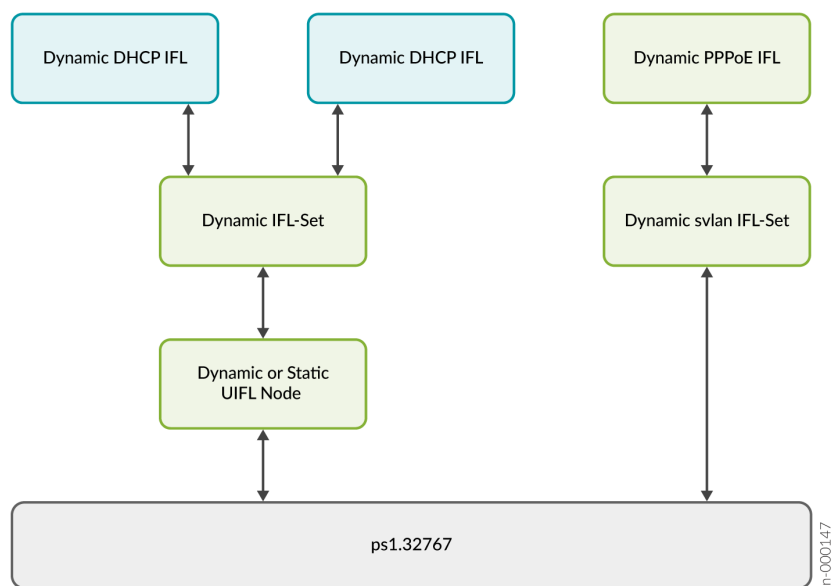 Dynamic DHCP IFL
Dynamic DHCP IFL
Dynamic PPPoE IFL
Dynamic IFL-Set
Dynamic svlan IFL-Set
Dynamic or Static
UIFL Node
ps1.32767